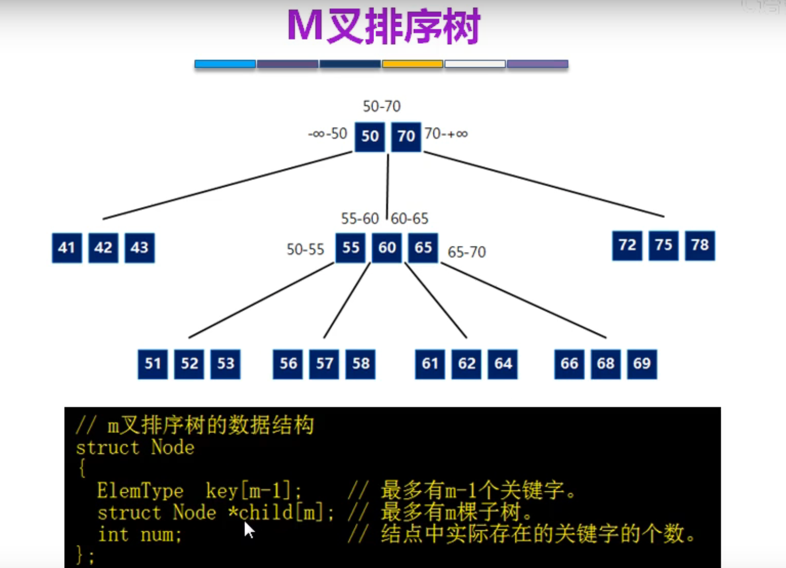 M叉排序树
50-70
-∞-50 50 70 70-+∞
55-60 60-65
41 42 43 50-55 55 60 65 65-70 72 75 78
51 52 53 56 57 58 61 62 64 66 68 69
// m叉排序树的数据结构
struct Node
{
ElemType key[m-1]; // 最多有m-1个关键字。
struct Node *child[m]; // 最多有m棵子树。
int num; // 结点中实际存在的关键字的个数。
};